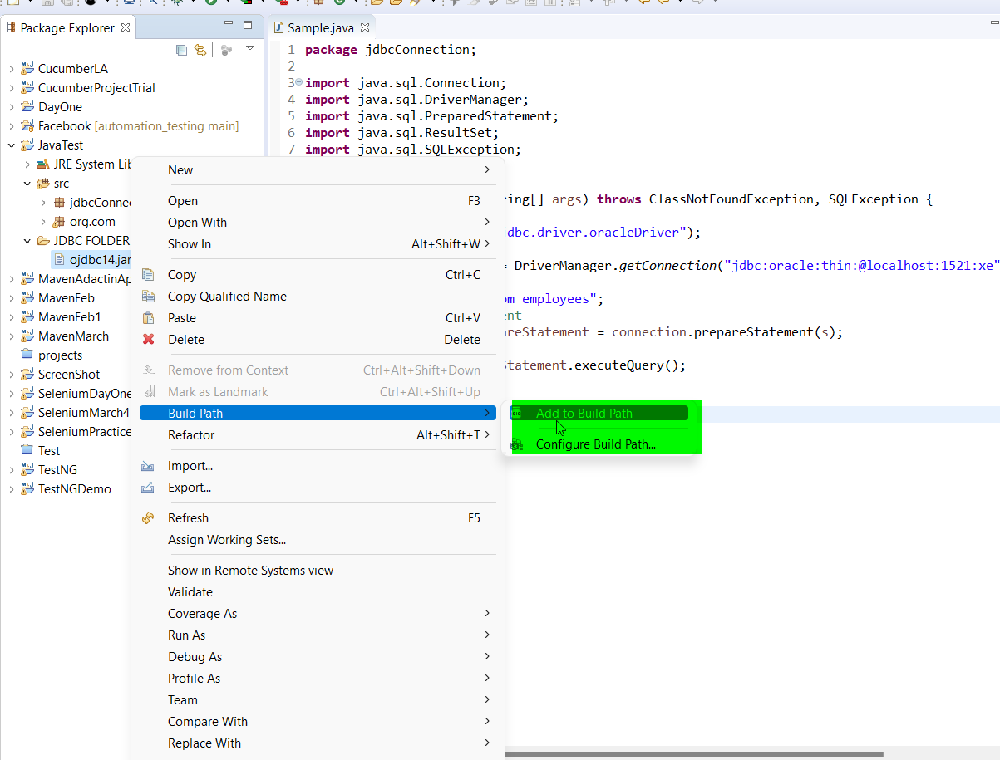 Package Explorer
Sample.java
CucumberLA
CucumberProjectTrial
DayOne
Facebook [automation_testing main]
JavaTest
JRE System Lib
src
jdbcConne
org.com
JDBC FOLDER
ojdbc14.jar
MavenAdactinAp
MavenFeb
MavenFeb1
MavenMarch
projects
ScreenShot
SeleniumDayOne
SeleniumMarch4
SeleniumPractice
Test
TestNG
TestNGDemo
1 package jdbcConnection;
2
3 import java.sql.Connection;
4 import java.sql.DriverManager;
5 import java.sql.PreparedStatement;
6 import java.sql.ResultSet;
7 import java.sql.SQLException;
ing[] args) throws ClassNotFoundException, SQLException {
dbc.driver.oracleDriver");
= DriverManager.getConnection("jdbc:oracle:thin:@localhost:1521:xe"
om employees";
ent
areStatement = connection.prepareStatement(s);
tatement.executeQuery();
New
Open F3
Open With
Show In Alt+Shift+W
Copy Ctrl+C
Copy Qualified Name
Paste Ctrl+V
Delete Delete
Remove from Context Ctrl+Alt+Shift+Down
Mark as Landmark Ctrl+Alt+Shift+Up
Build Path
Refactor Alt+Shift+T
Import...
Export...
Refresh F5
Assign Working Sets...
Show in Remote Systems view
Validate
Coverage As
Run As
Debug As
Profile As
Team
Compare With
Replace With
Add to Build Path
Configure Build Path...